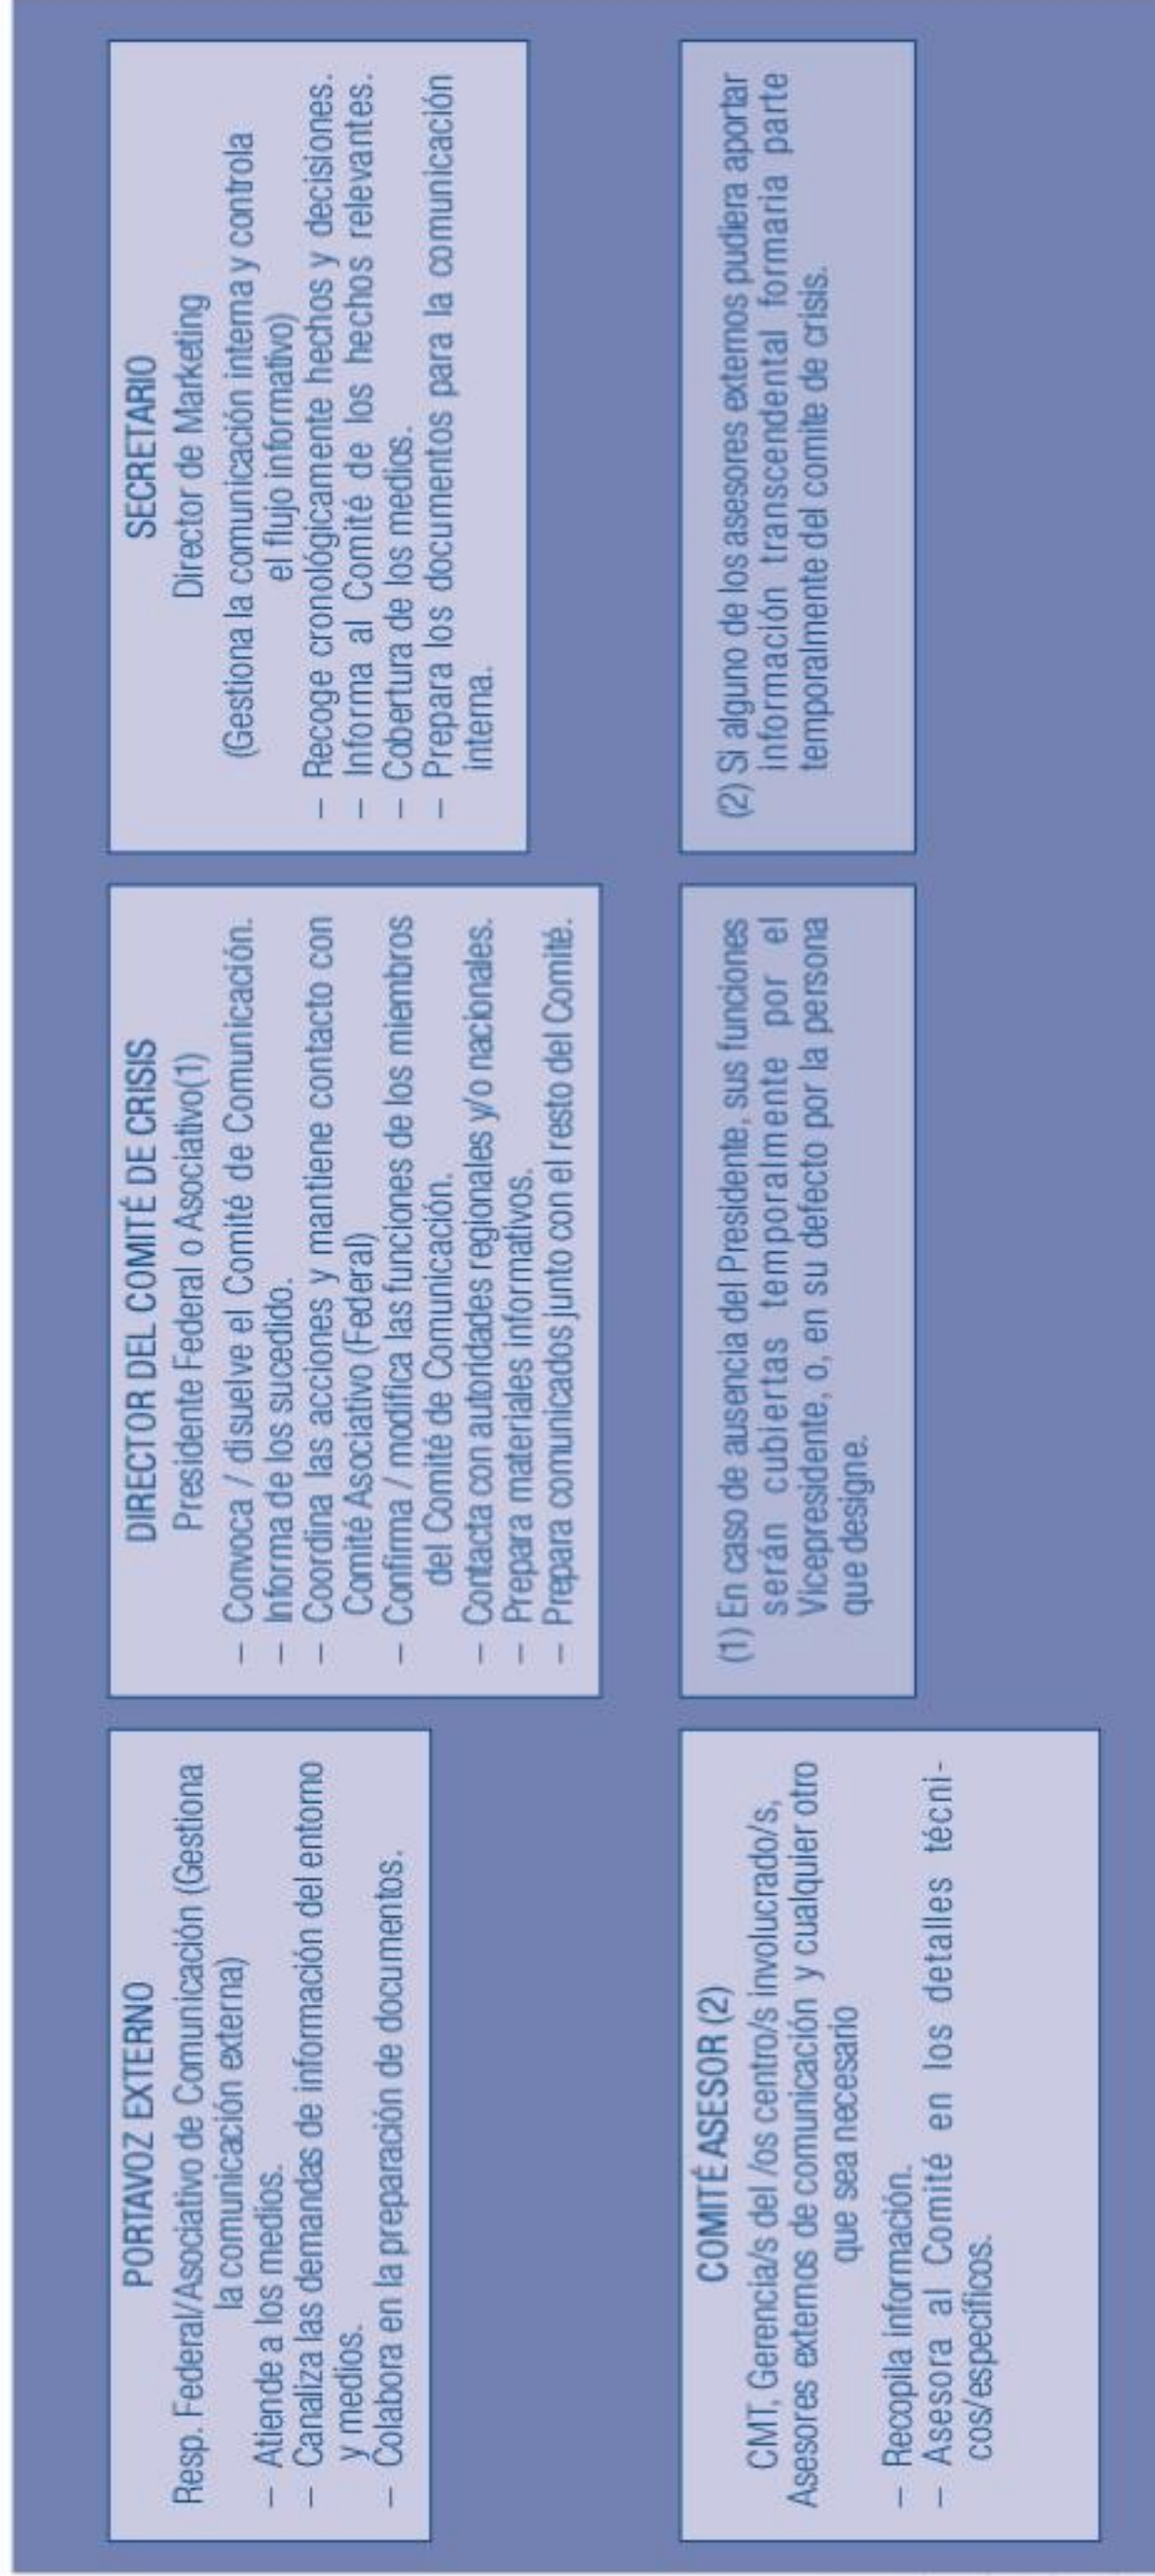 PORTAVOZ EXTERNO
Resp. Federal/Asociativo de Comunicación (Gestiona
la comunicación externa)
– Atiende a los medios.
– Canaliza las demandas de información del entorno
y medios.
– Colabora en la preparación de documentos.
DIRECTOR DEL COMITÉ DE CRISIS
Presidente Federal o Asociativo(1)
– Convoca / disuelve el Comité de Comunicación.
– Informa de los sucedido.
– Coordina las acciones y mantiene contacto con
Comité Asociativo (Federal)
– Confirma / modifica las funciones de los miembros
del Comité de Comunicación.
– Contacta con autoridades regionales y/o nacionales.
– Prepara materiales informativos.
– Prepara comunicados junto con el resto del Comité.
SECRETARIO
Director de Marketing
(Gestiona la comunicación interna y controla
el flujo informativo)
– Recoge cronológicamente hechos y decisiones.
– Informa al Comité de los hechos relevantes.
– Cobertura de los medios.
– Prepara los documentos para la comunicación
interna.
COMITÉ ASESOR (2)
CMT, Gerencia/s del /os centro/s involucrado/s,
Asesores externos de comunicación y cualquier otro
que sea necesario
– Recopila información.
– Asesora al Comité en los detalles técni-
cos/específicos.
(1) En caso de ausencia del Presidente, sus funciones
serán cubiertas temporalmente por el
Vicepresidente, o, en su defecto por la persona
que designe.
(2) Si alguno de los asesores externos pudiera aportar
información transcendental formaria parte
temporalmente del comite de crisis.